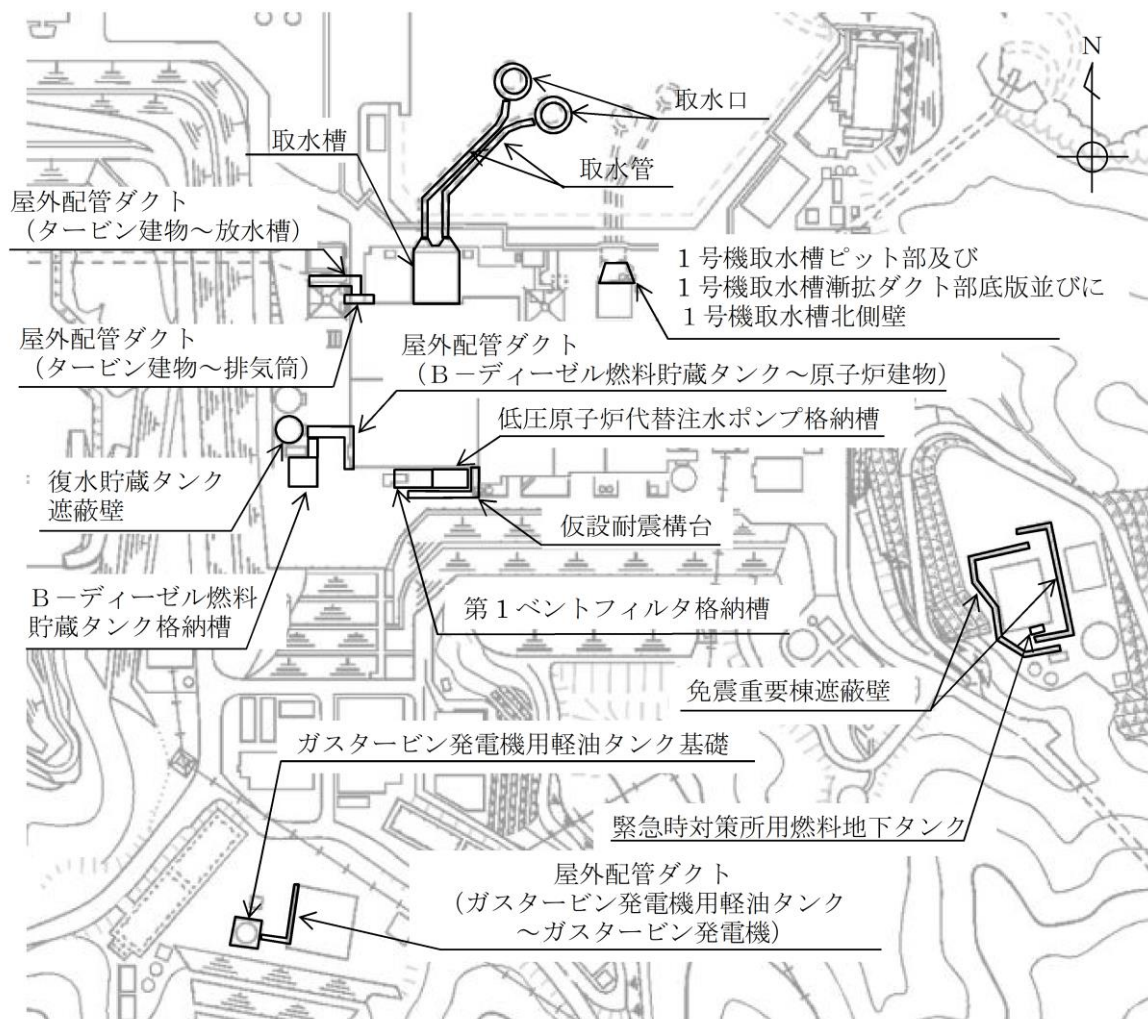 N
取水口
取水槽
取水管
屋外配管ダクト
（タービン建物～放水槽）
1号機取水槽ピット部及び
1号機取水槽漸拡ダクト部底版並びに
1号機取水槽北側壁
屋外配管ダクト
（タービン建物～排気筒）
屋外配管ダクト
（B－ディーゼル燃料貯蔵タンク～原子炉建物）
低圧原子炉代替注水ポンプ格納槽
復水貯蔵タンク
遮蔽壁
仮設耐震構台
B－ディーゼル燃料
貯蔵タンク格納槽
第1ベントフィルタ格納槽
免震重要棟遮蔽壁
ガスタービン発電機用軽油タンク基礎
緊急時対策所用燃料地下タンク
屋外配管ダクト
（ガスタービン発電機用軽油タンク
～ガスタービン発電機）